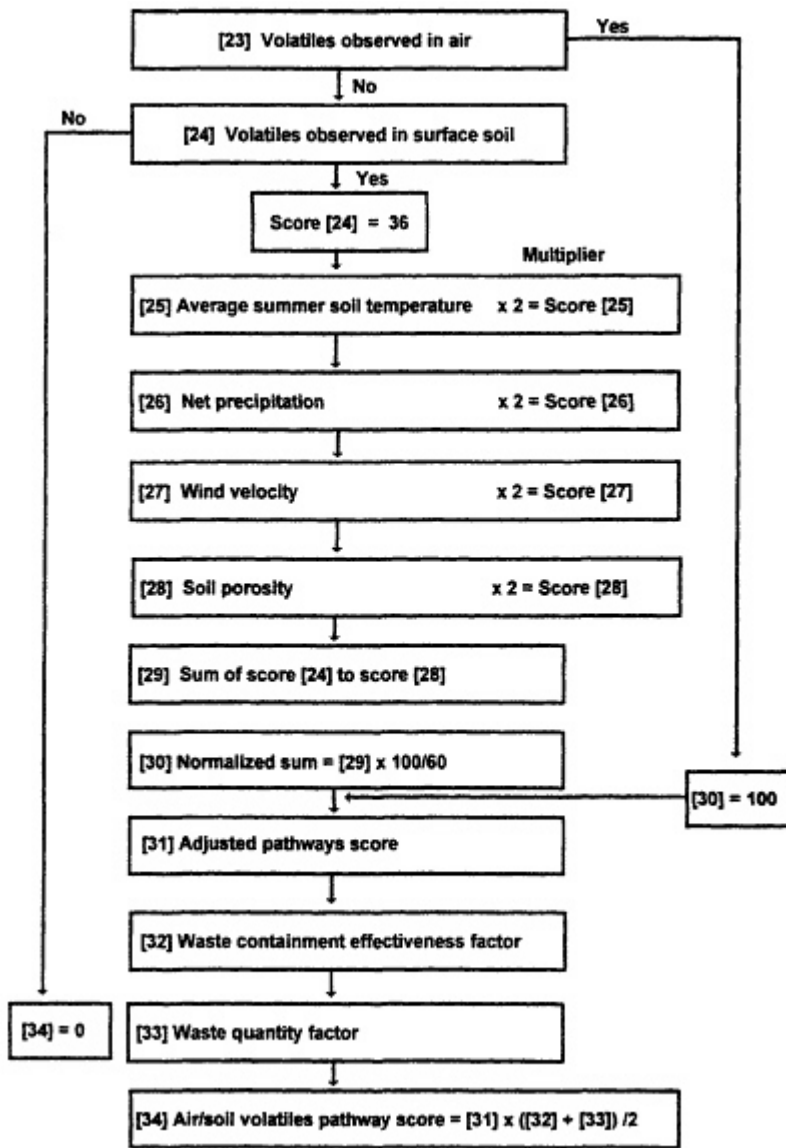 [23] Volatiles observed in air
Yes
No
No
[24] Volatiles observed in surface soil
Yes
Score [24] = 36
Multiplier
[25] Average summer soil temperature x 2 = Score [25]
[26] Net precipitation x 2 = Score [26]
[27] Wind velocity x 2 = Score [27]
[28] Soil porosity x 2 = Score [28]
[29] Sum of score [24] to score [28]
[30] Normalized sum = [29] x 100/60
[30] = 100
[31] Adjusted pathways score
[32] Waste containment effectiveness factor
[34] = 0
[33] Waste quantity factor
[34] Air/soil volatiles pathway score = [31] x ([32] + [33]) /2